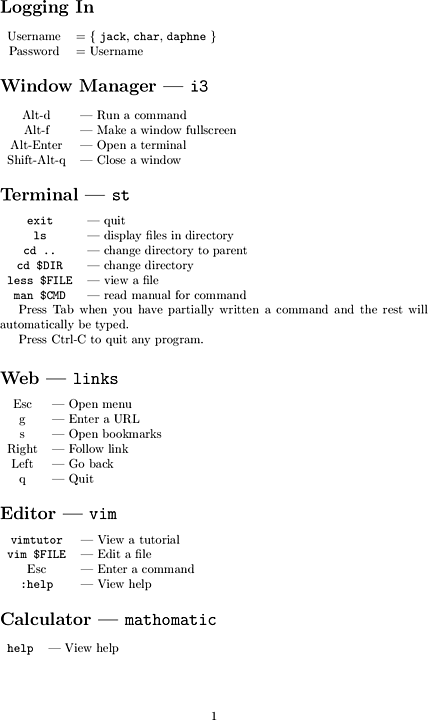 Logging In
Username = { jack, char, daphne }
Password = Username
Window Manager — i3
Alt-d — Run a command
Alt-f — Make a window fullscreen
Alt-Enter — Open a terminal
Shift-Alt-q — Close a window
Terminal — st
exit — quit
ls — display files in directory
cd .. — change directory to parent
cd $DIR — change directory
less $FILE — view a file
man $CMD — read manual for command
Press Tab when you have partially written a command and the rest will
automatically be typed.
Press Ctrl-C to quit any program.
Web — links
Esc — Open menu
g — Enter a URL
s — Open bookmarks
Right — Follow link
Left — Go back
q — Quit
Editor — vim
vimtutor — View a tutorial
vim $FILE — Edit a file
Esc — Enter a command
:help — View help
Calculator — mathomatic
help — View help
1